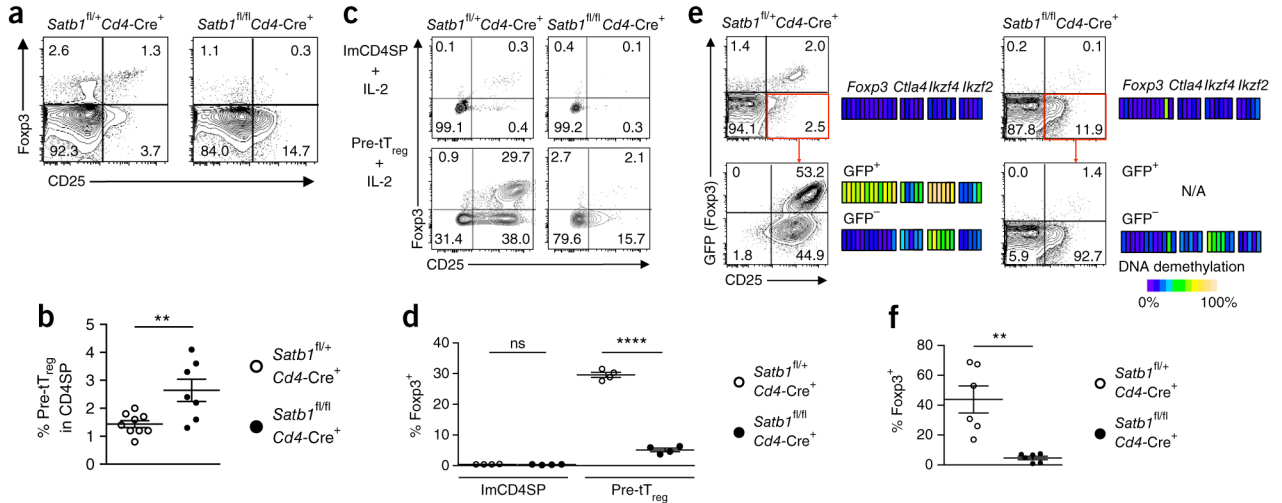 a
Satb1fl/+Cd4-Cre+
Satb1fl/flCd4-Cre+
2.6
1.3
1.1
0.3
92.3
3.7
84.0
14.7
Foxp3
CD25
b
**
% Pre-tTreg
in CD4SP
5
4
3
2
1
0
Satb1fl/+
Cd4-Cre+
Satb1fl/fl
Cd4-Cre+
c
Satb1fl/+Cd4-Cre+
Satb1fl/flCd4-Cre+
ImCD4SP
+
IL-2
0.1
0.3
0.4
0.1
99.1
0.4
99.2
0.3
Pre-tTreg
+
IL-2
0.9
29.7
2.7
2.1
31.4
38.0
79.6
15.7
Foxp3
CD25
d
ns
****
% Foxp3+
40
30
20
10
0
ImCD4SP
Pre-tTreg
Satb1fl/+
Cd4-Cre+
Satb1fl/fl
Cd4-Cre+
e
Satb1fl/+Cd4-Cre+
Satb1fl/flCd4-Cre+
1.4
2.0
94.1
2.5
Foxp3 Ctla4 Ikzf4 Ikzf2
0.2
0.1
87.8
11.9
Foxp3 Ctla4 Ikzf4 Ikzf2
0
53.2
1.8
44.9
GFP+
GFP−
0.0
1.4
5.9
92.7
GFP+
N/A
GFP−
GFP (Foxp3)
CD25
DNA demethylation
0%
100%
f
**
% Foxp3+
80
60
40
20
0
Satb1fl/+
Cd4-Cre+
Satb1fl/fl
Cd4-Cre+